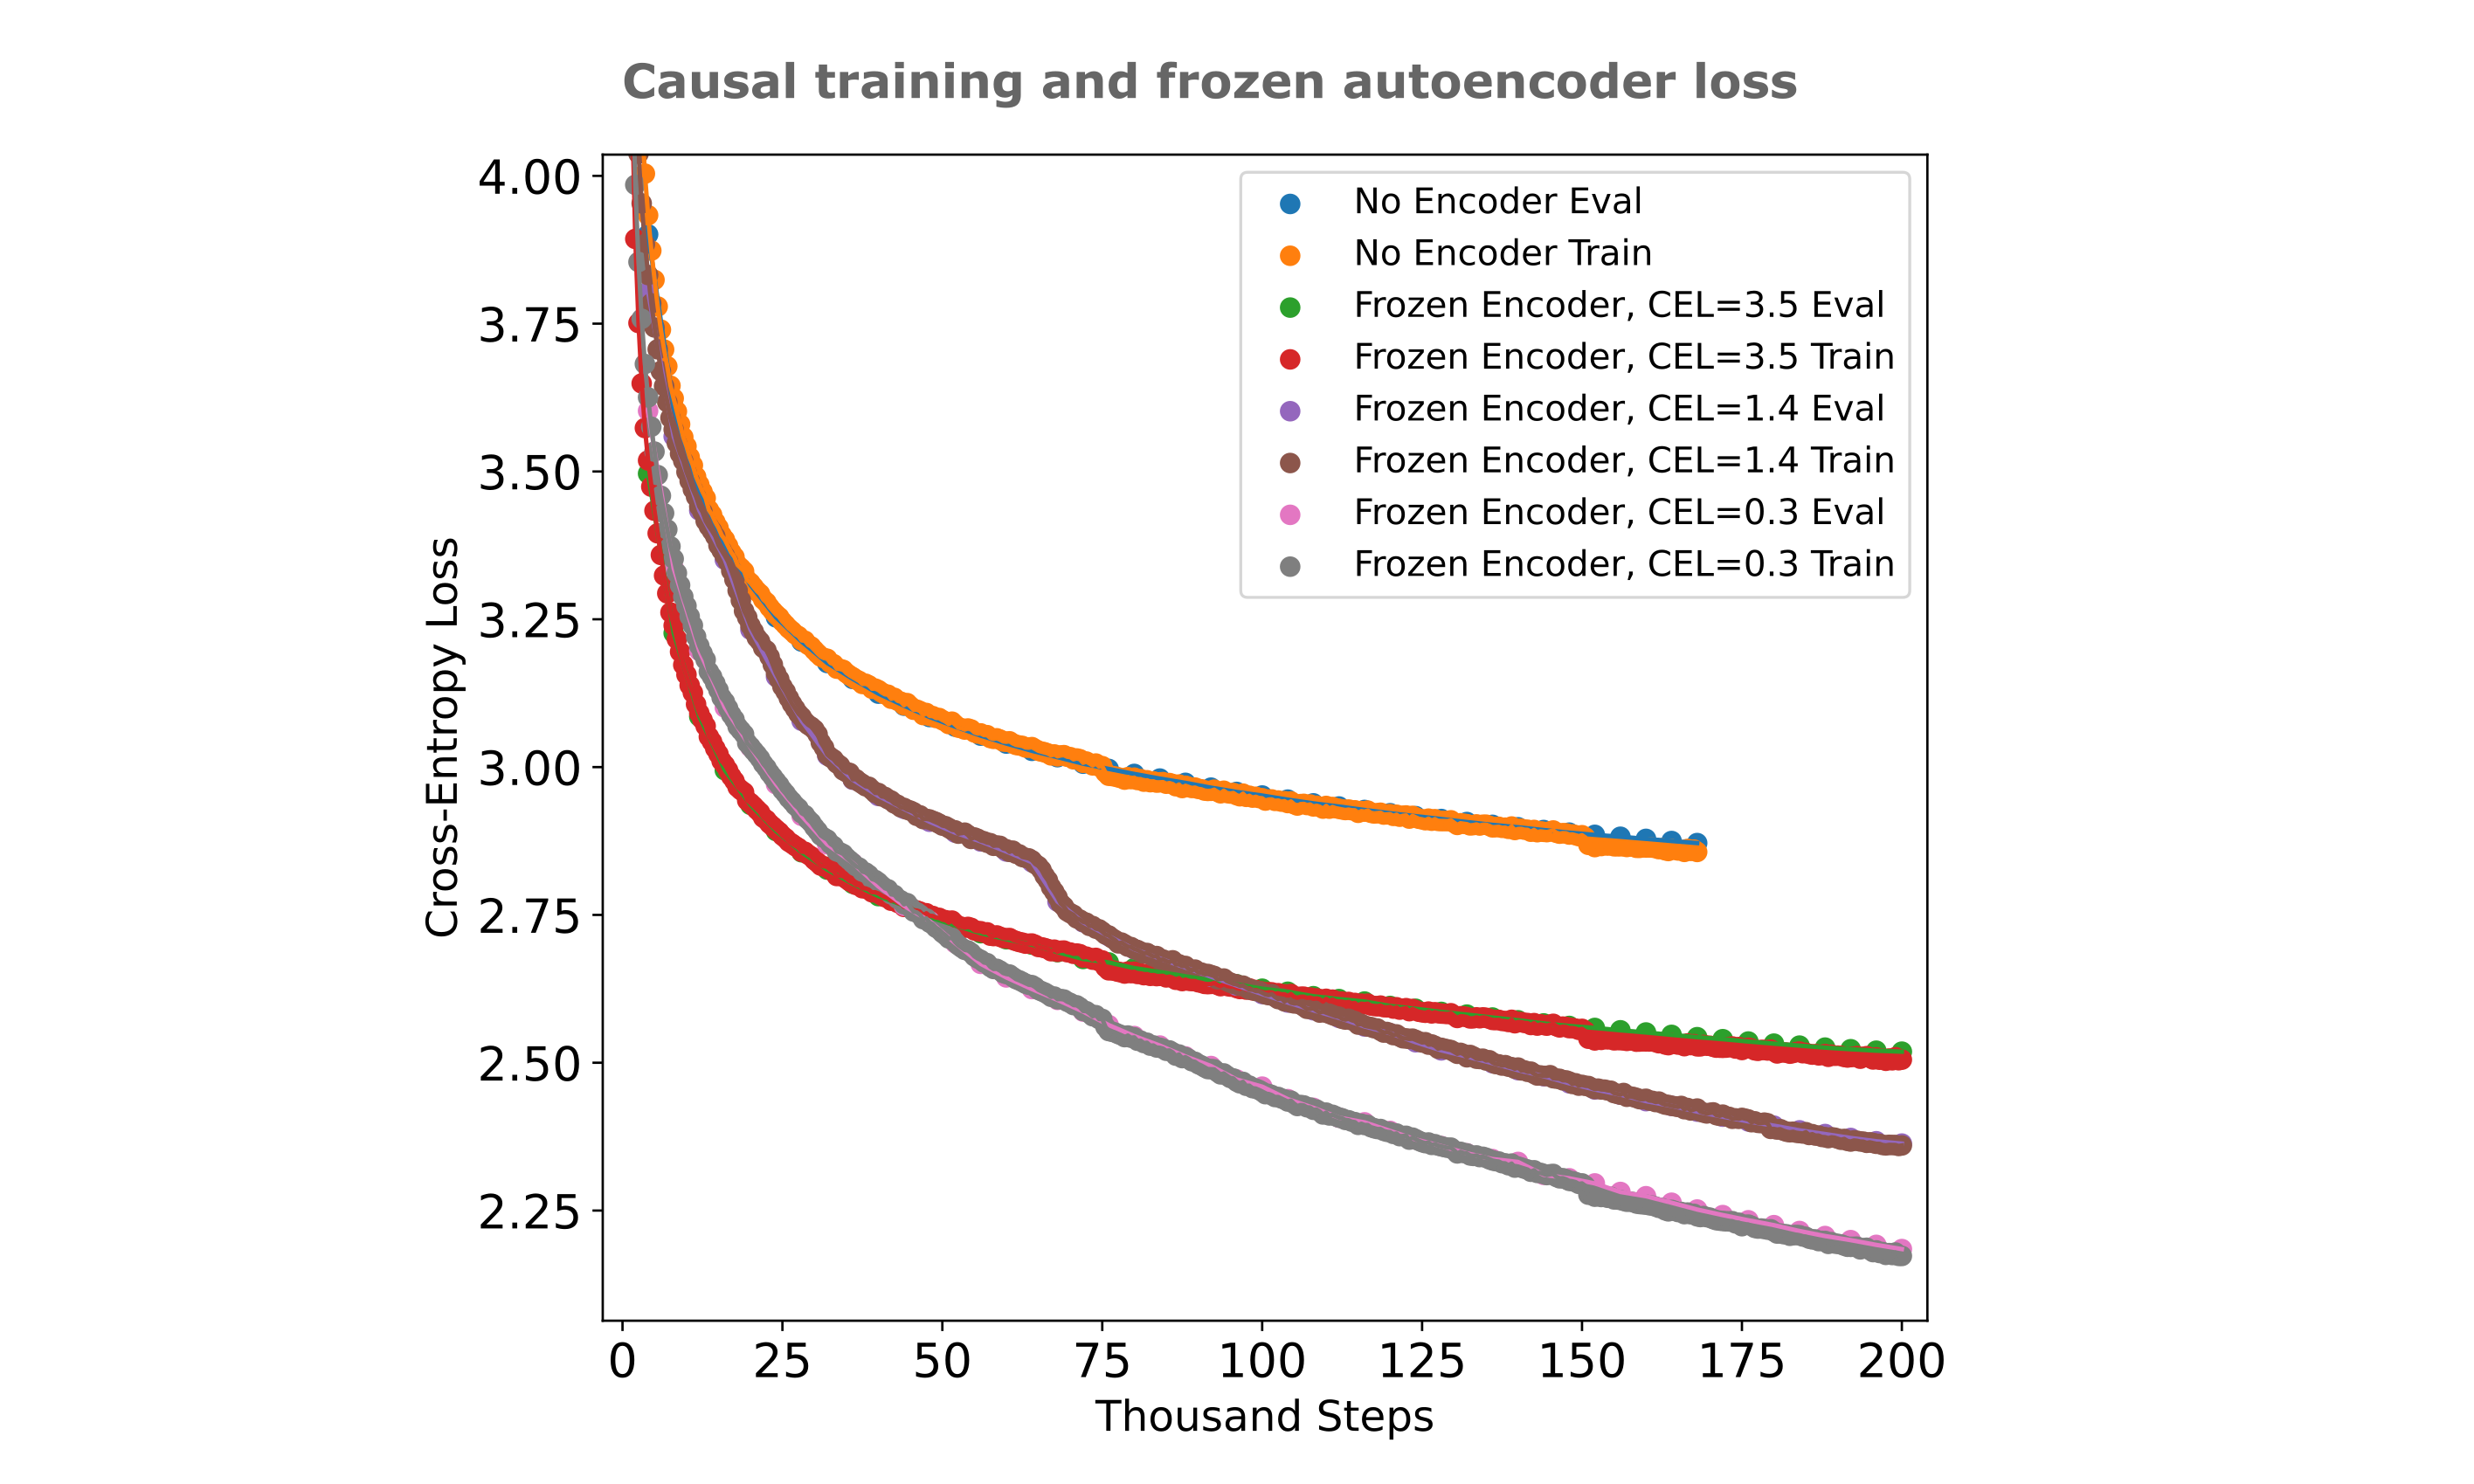 Causal training and frozen autoencoder loss
4.00
3.75
3.50
3.25
3.00
2.75
2.50
2.25
Cross-Entropy Loss
No Encoder Eval
No Encoder Train
Frozen Encoder, CEL=3.5 Eval
Frozen Encoder, CEL=3.5 Train
Frozen Encoder, CEL=1.4 Eval
Frozen Encoder, CEL=1.4 Train
Frozen Encoder, CEL=0.3 Eval
Frozen Encoder, CEL=0.3 Train
0 25 50 75 100 125 150 175 200
Thousand Steps